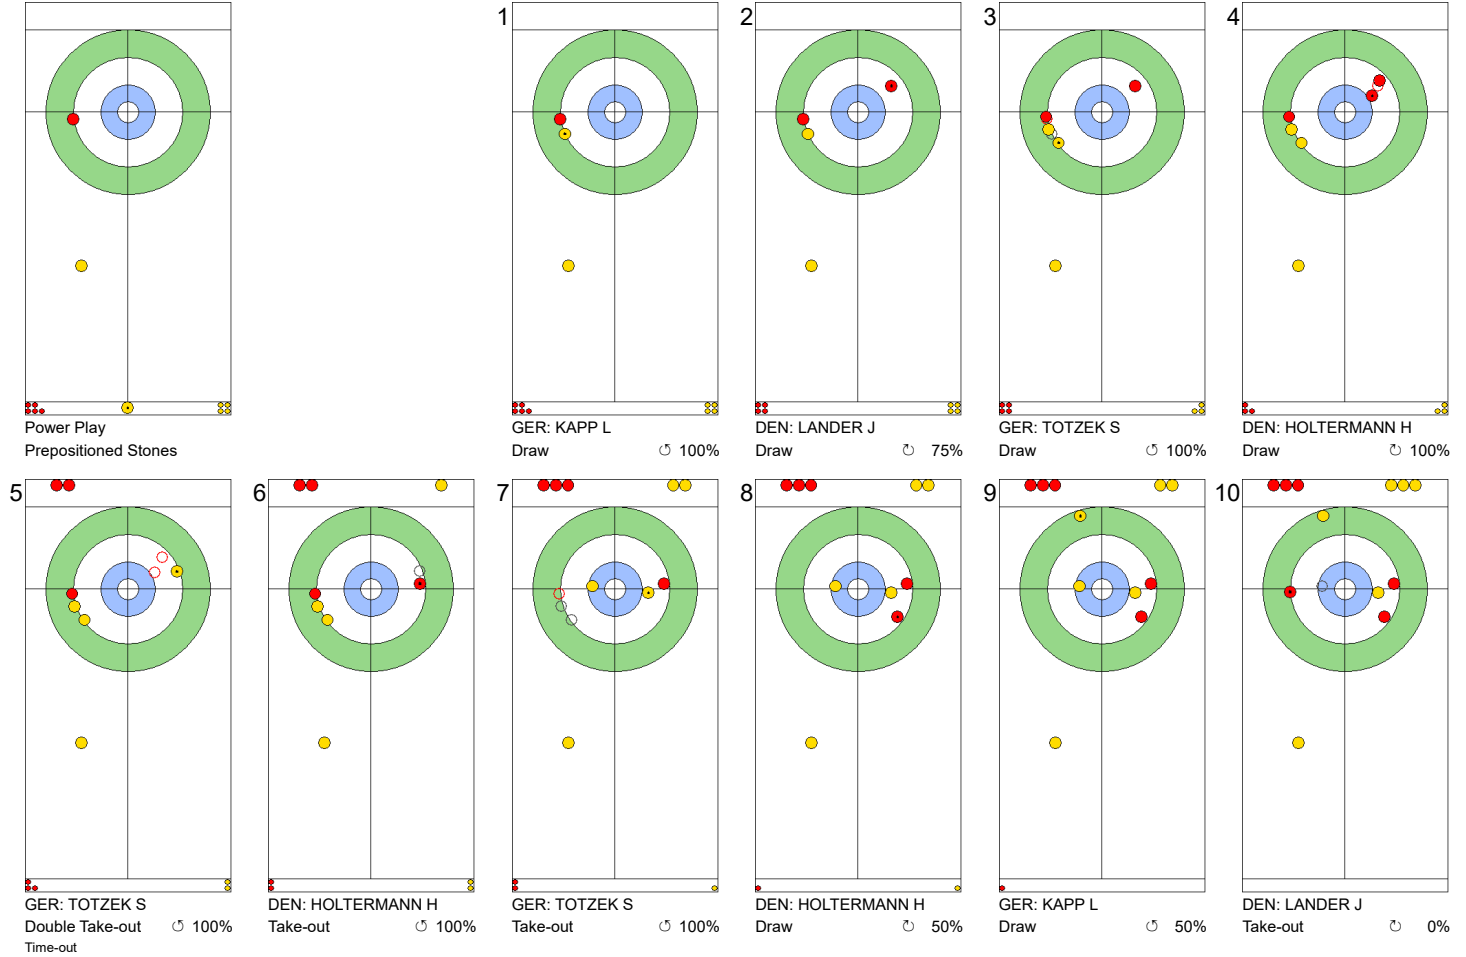 Power Play
Prepositioned Stones
1
GER: KAPP L
Draw 100%
2
DEN: LANDER J
Draw 75%
3
GER: TOTZEK S
Draw 100%
4
DEN: HOLTERMANN H
Draw 100%
5
GER: TOTZEK S
Double Take-out 100%
Time-out
6
DEN: HOLTERMANN H
Take-out 100%
7
GER: TOTZEK S
Take-out 100%
8
DEN: HOLTERMANN H
Draw 50%
9
GER: KAPP L
Draw 50%
10
DEN: LANDER J
Take-out 0%